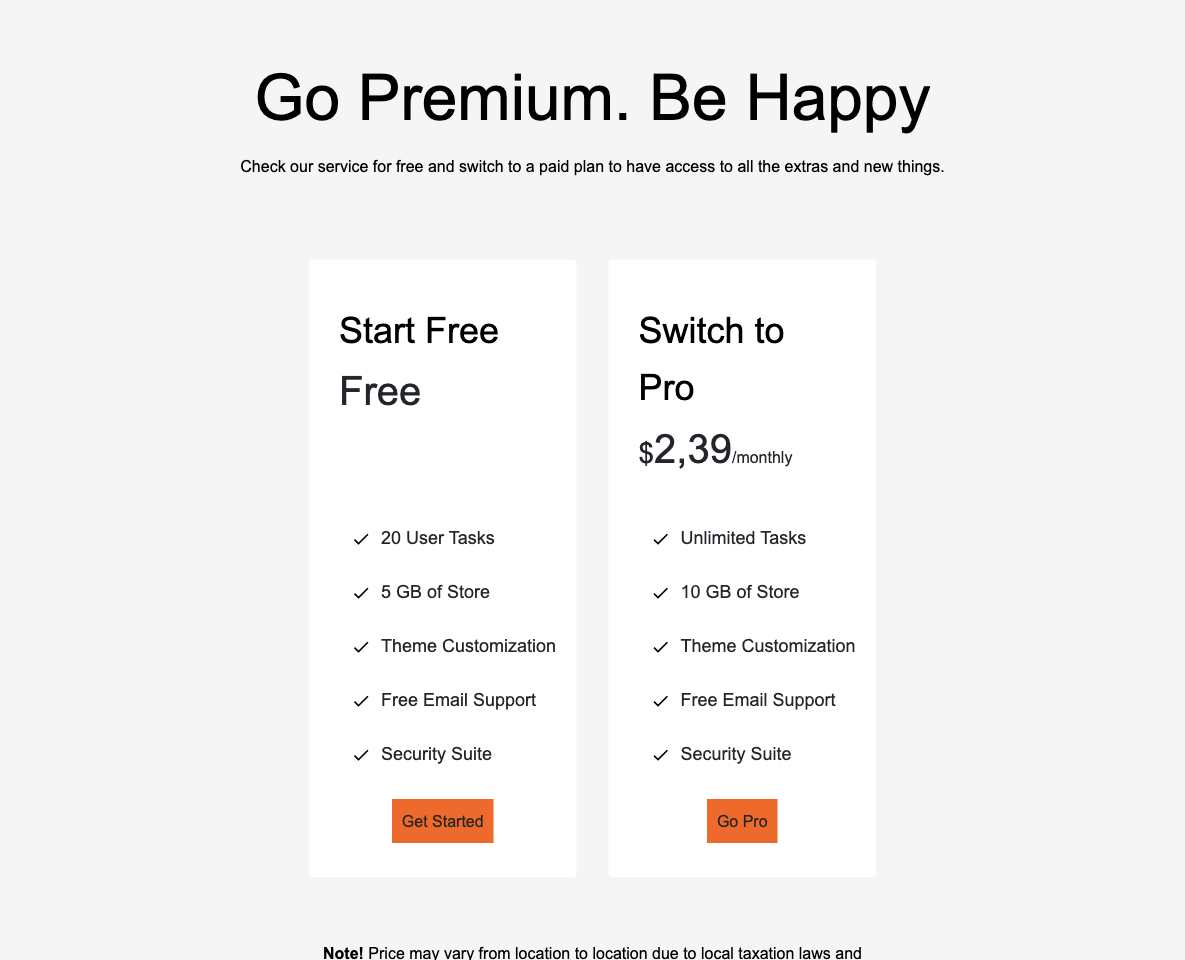 Go Premium. Be Happy
Check our service for free and switch to a paid plan to have access to all the extras and new things.
Start Free
Free
20 User Tasks
5 GB of Store
Theme Customization
Free Email Support
Security Suite
Get Started
Switch to
Pro
$2,39/monthly
Unlimited Tasks
10 GB of Store
Theme Customization
Free Email Support
Security Suite
Go Pro
Note! Price may vary from location to location due to local taxation laws and